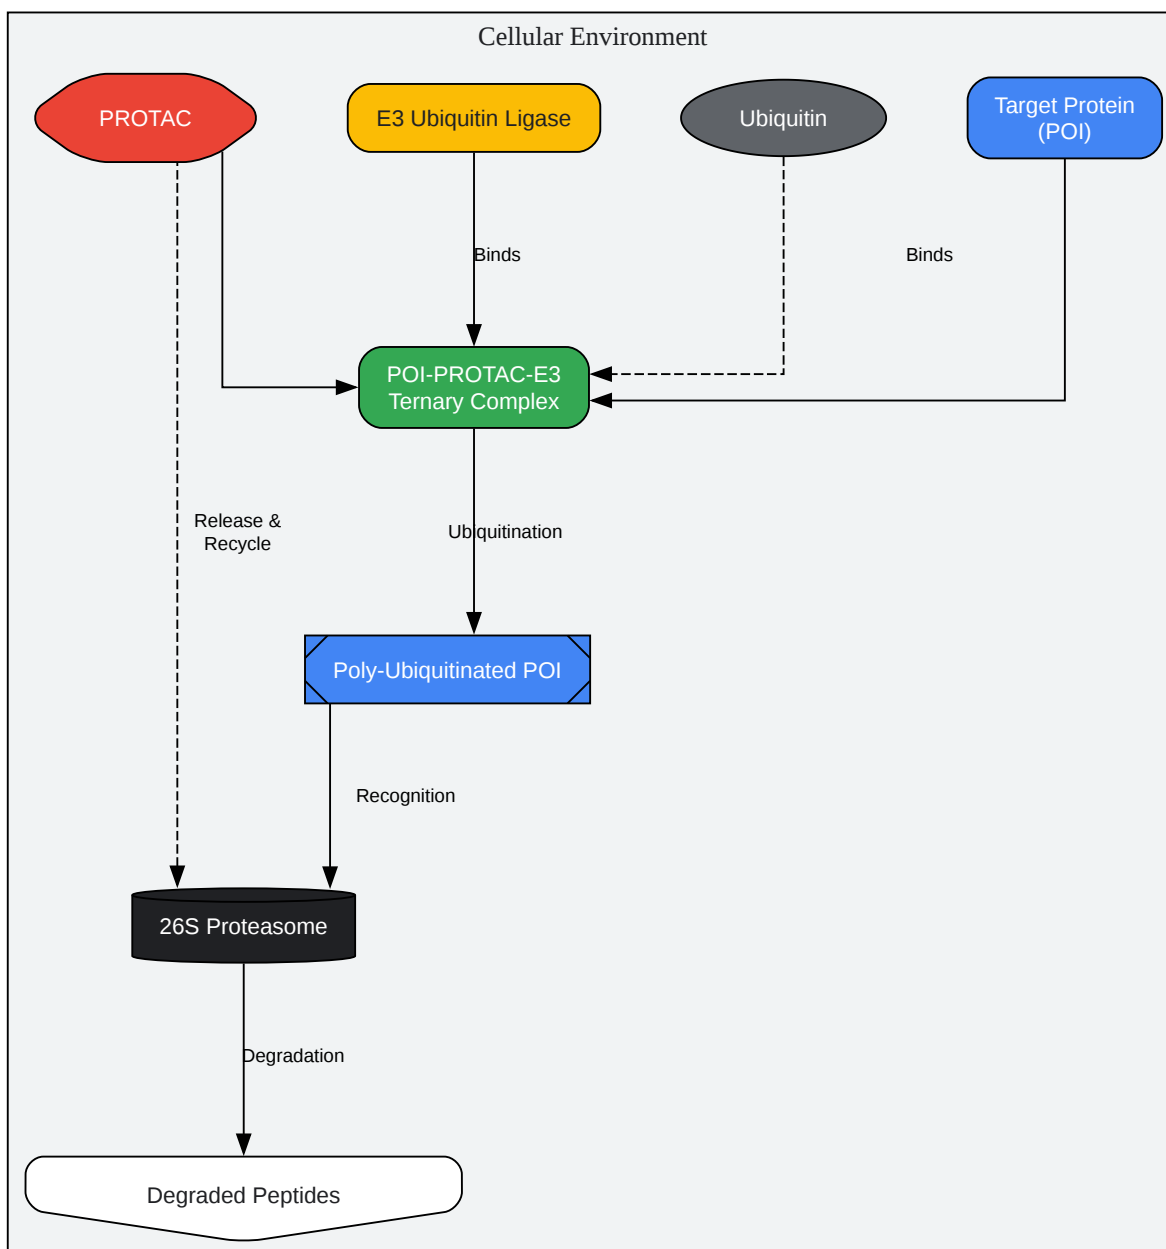 Cellular Environment
PROTAC
E3 Ubiquitin Ligase
Ubiquitin
Target Protein
(POI)
Binds
Binds
POI-PROTAC-E3
Ternary Complex
Release &
Recycle
Ubiquitination
Poly-Ubiquitinated POI
Recognition
26S Proteasome
Degradation
Degraded Peptides